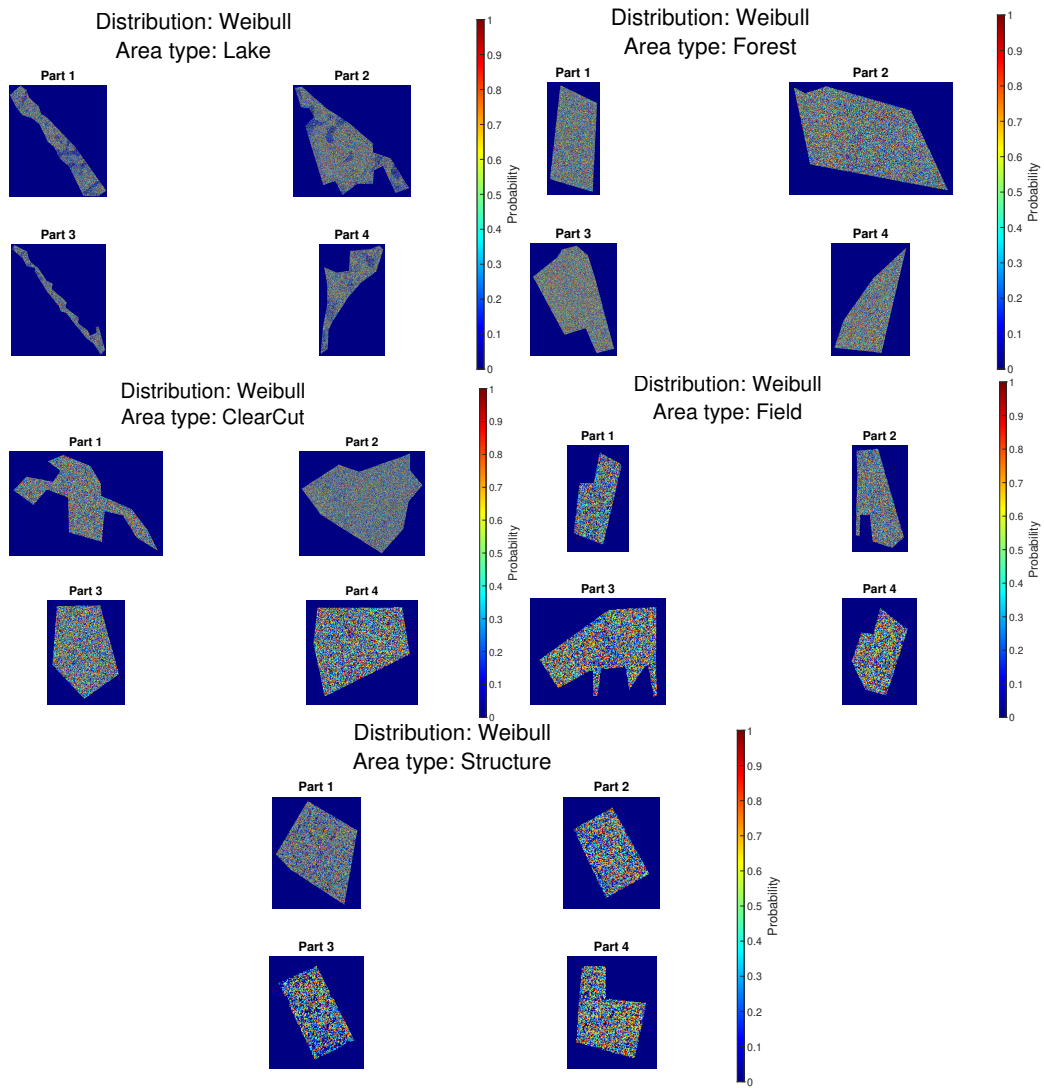 Distribution: Weibull
Area type: Lake
Part 1
Part 2
Part 3
Part 4
1
0.9
0.8
0.7
0.6
0.5
0.4
0.3
0.2
0.1
0
Probability
Distribution: Weibull
Area type: Forest
Part 1
Part 2
Part 3
Part 4
1
0.9
0.8
0.7
0.6
0.5
0.4
0.3
0.2
0.1
0
Probability
Distribution: Weibull
Area type: ClearCut
Part 1
Part 2
Part 3
Part 4
1
0.9
0.8
0.7
0.6
0.5
0.4
0.3
0.2
0.1
0
Probability
Distribution: Weibull
Area type: Field
Part 1
Part 2
Part 3
Part 4
1
0.9
0.8
0.7
0.6
0.5
0.4
0.3
0.2
0.1
0
Probability
Distribution: Weibull
Area type: Structure
Part 1
Part 2
Part 3
Part 4
1
0.9
0.8
0.7
0.6
0.5
0.4
0.3
0.2
0.1
0
Probability